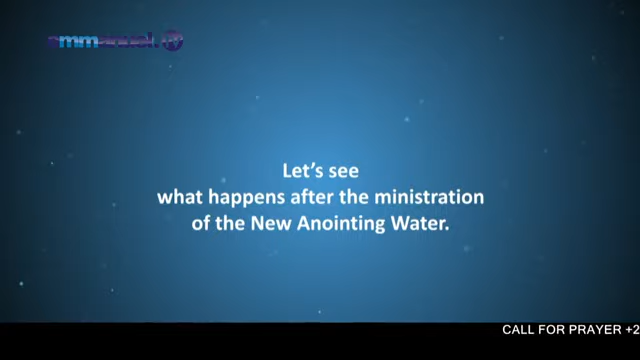 emmanuel.tv
Let's see
what happens after the ministration
of the New Anointing Water.
CALL FOR PRAYER +2